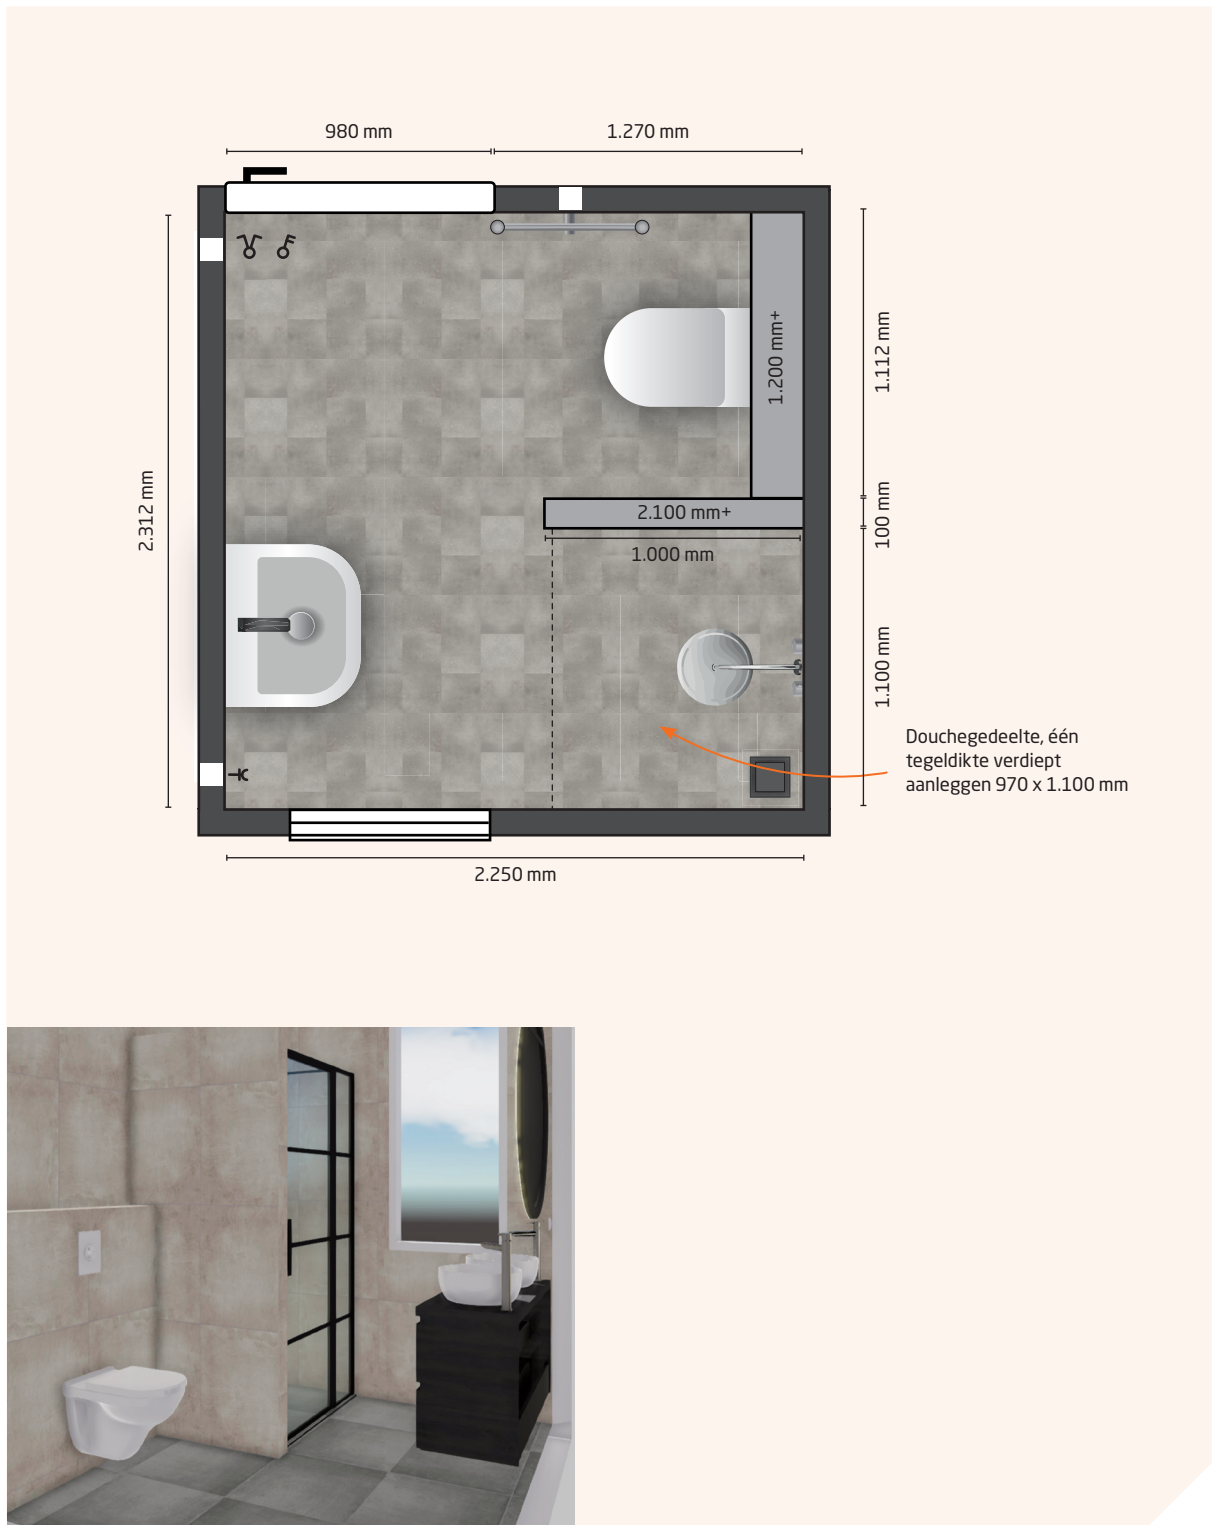 980 mm
1.270 mm
1.112 mm
1.200 mm+
2.312 mm
100 mm
2.100 mm+
1.000 mm
1.100 mm
Douchegedeelte, één
tegeldikte verdiept
aanleggen 970 x 1.100 mm
2.250 mm